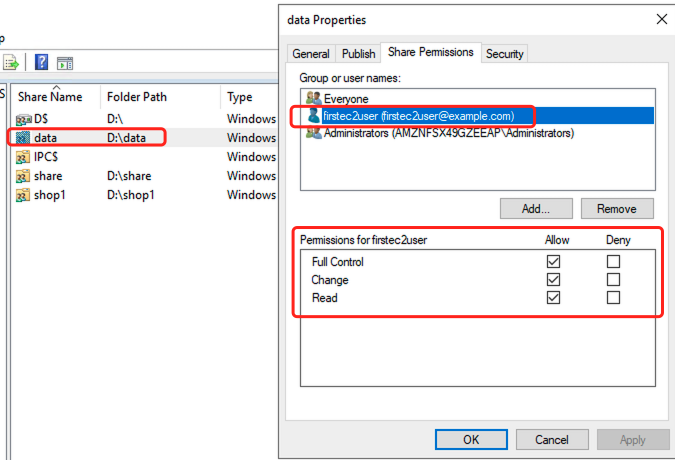 p
data Properties
General Publish Share Permissions Security
Group or user names:
Everyone
firstec2user (firstec2user@example.com)
Administrators (AMZNFSX49GZEEAP\Administrators)
Add... Remove
Permissions for firstec2user Allow Deny
Full Control
Change
Read
OK Cancel Apply
S Share Name Folder Path Type
D$ D:\ Windows
data D:\data Windows
IPC$ Windows
share D:\share Windows
shop1 D:\shop1 Windows